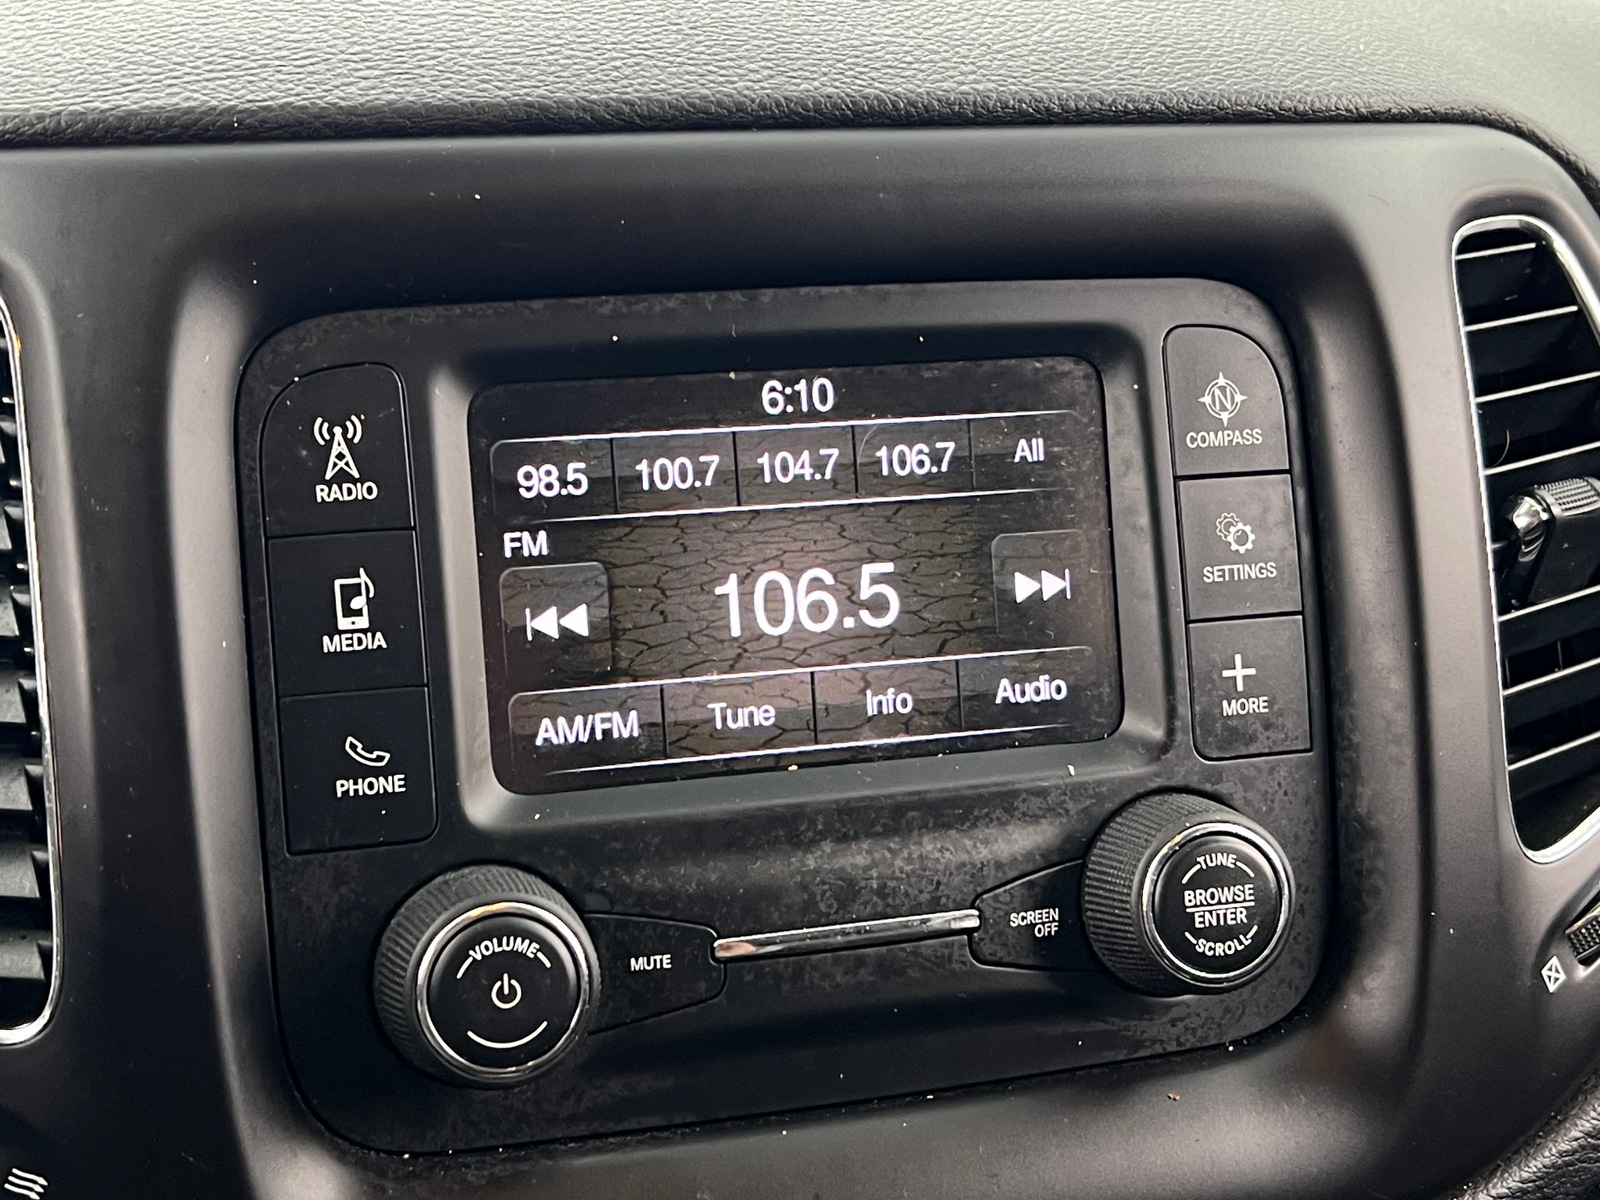 6:10
98.5 100.7 104.7 106.7 All
FM
106.5
AM/FM Tune Info Audio
RADIO
MEDIA
PHONE
N
COMPASS
SETTINGS
MORE
VOLUME
MUTE
SCREEN
OFF
TUNE
BROWSE
ENTER
SCROLL